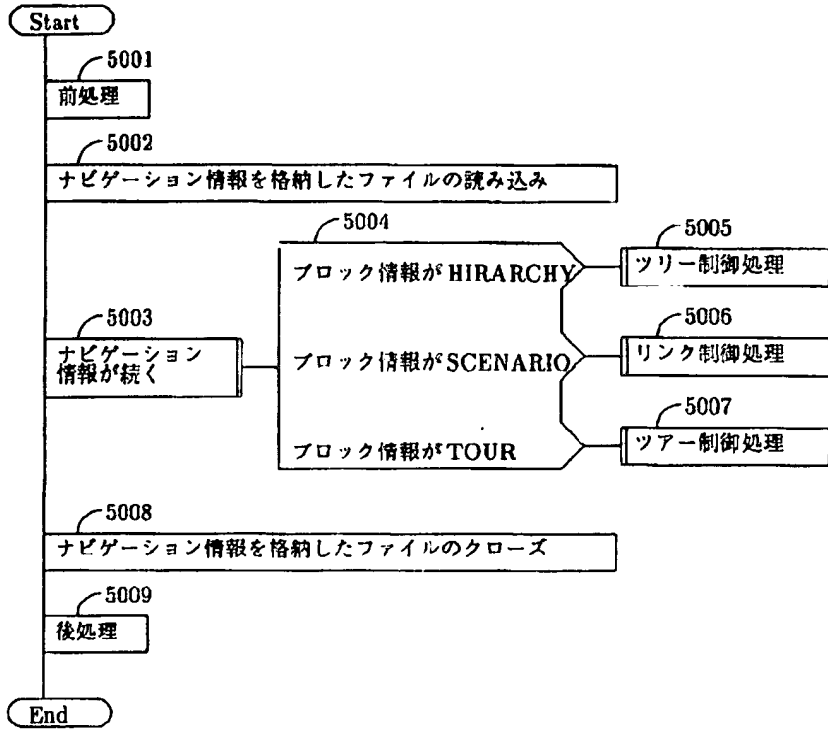 Start
5001
前処理
5002
ナビゲーション情報を格納したファイルの読み込み
5003
ナビゲーション
情報が続く
5004
ブロック情報がHIRARCHY
5005
ツリー制御処理
ブロック情報がSCENARIO
5006
リンク制御処理
ブロック情報がTOUR
5007
ツアー制御処理
5008
ナビゲーション情報を格納したファイルのクローズ
5009
後処理
End